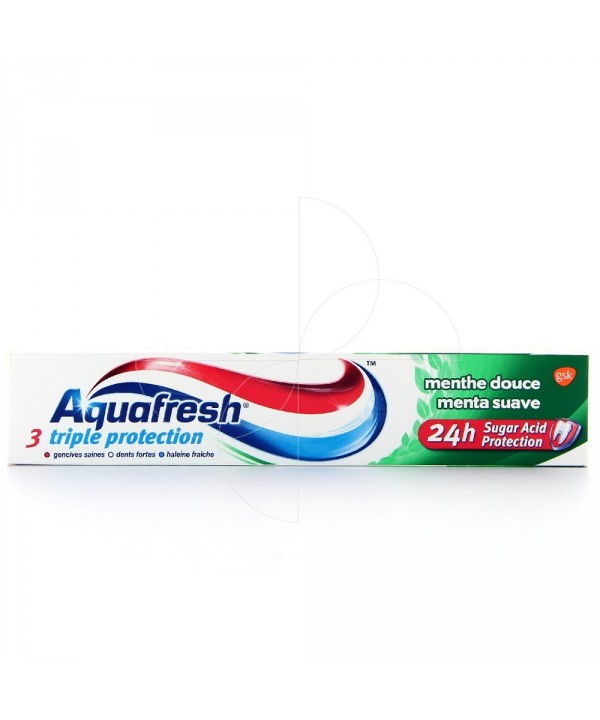 Aquafresh®
3 triple protection
gencives saines dents fortes haleine fraîche
™
menthe douce
menta suave
gsk
24h Sugar Acid
Protection